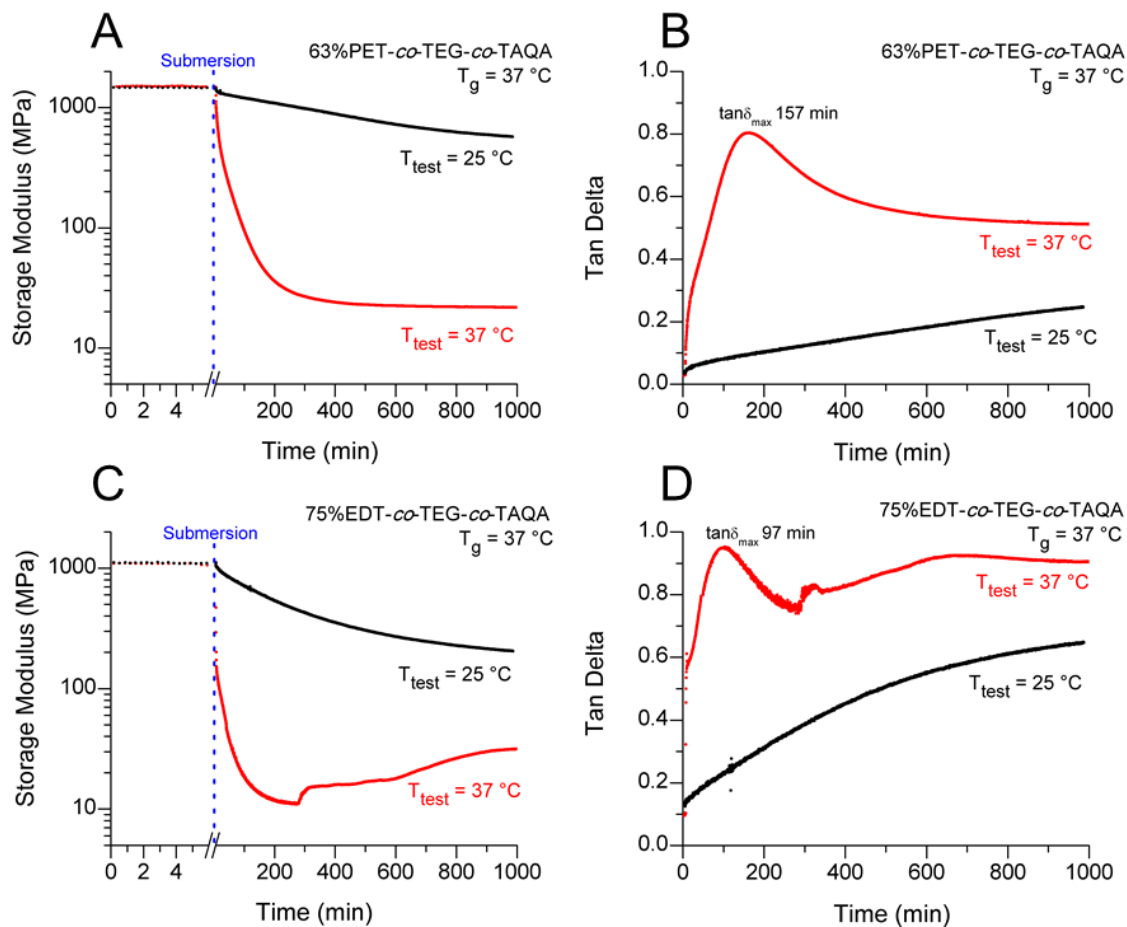 A
63%PET-co-TEG-co-TAQA
Tg = 37 °C
Submersion
Storage Modulus (MPa)
1000
100
10
Ttest = 25 °C
Ttest = 37 °C
0 2 4 200 400 600 800 1000
Time (min)
B
63%PET-co-TEG-co-TAQA
Tg = 37 °C
Tan Delta
1.0
0.8
0.6
0.4
0.2
0.0
tanδmax 157 min
Ttest = 37 °C
Ttest = 25 °C
0 200 400 600 800 1000
Time (min)
C
75%EDT-co-TEG-co-TAQA
Tg = 37 °C
Submersion
Storage Modulus (MPa)
1000
100
10
Ttest = 25 °C
Ttest = 37 °C
0 2 4 200 400 600 800 1000
Time (min)
D
75%EDT-co-TEG-co-TAQA
Tg = 37 °C
Tan Delta
1.0
0.8
0.6
0.4
0.2
0.0
tanδmax 97 min
Ttest = 37 °C
Ttest = 25 °C
0 200 400 600 800 1000
Time (min)